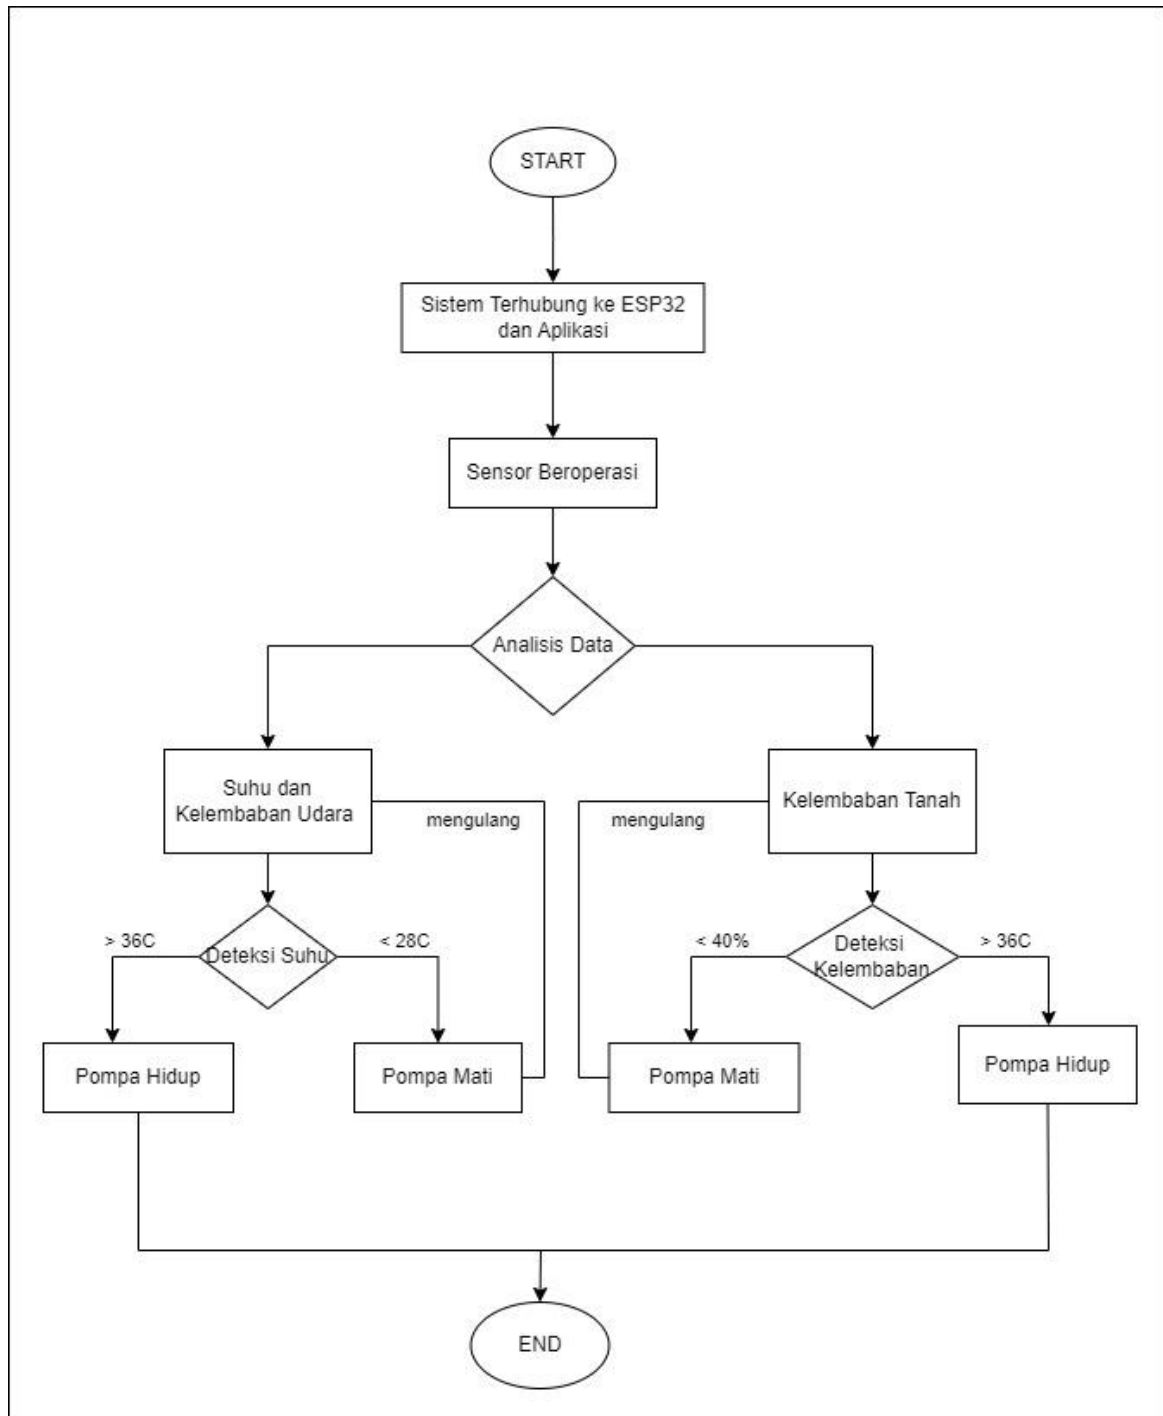 START
Sistem Terhubung ke ESP32
dan Aplikasi
Sensor Beroperasi
Analisis Data
Suhu dan
Kelembaban Udara
mengulang
mengulang
Kelembaban Tanah
> 36C
Deteksi Suhu
< 28C
< 40%
Deteksi
Kelembaban
> 36C
Pompa Hidup
Pompa Mati
Pompa Mati
Pompa Hidup
END